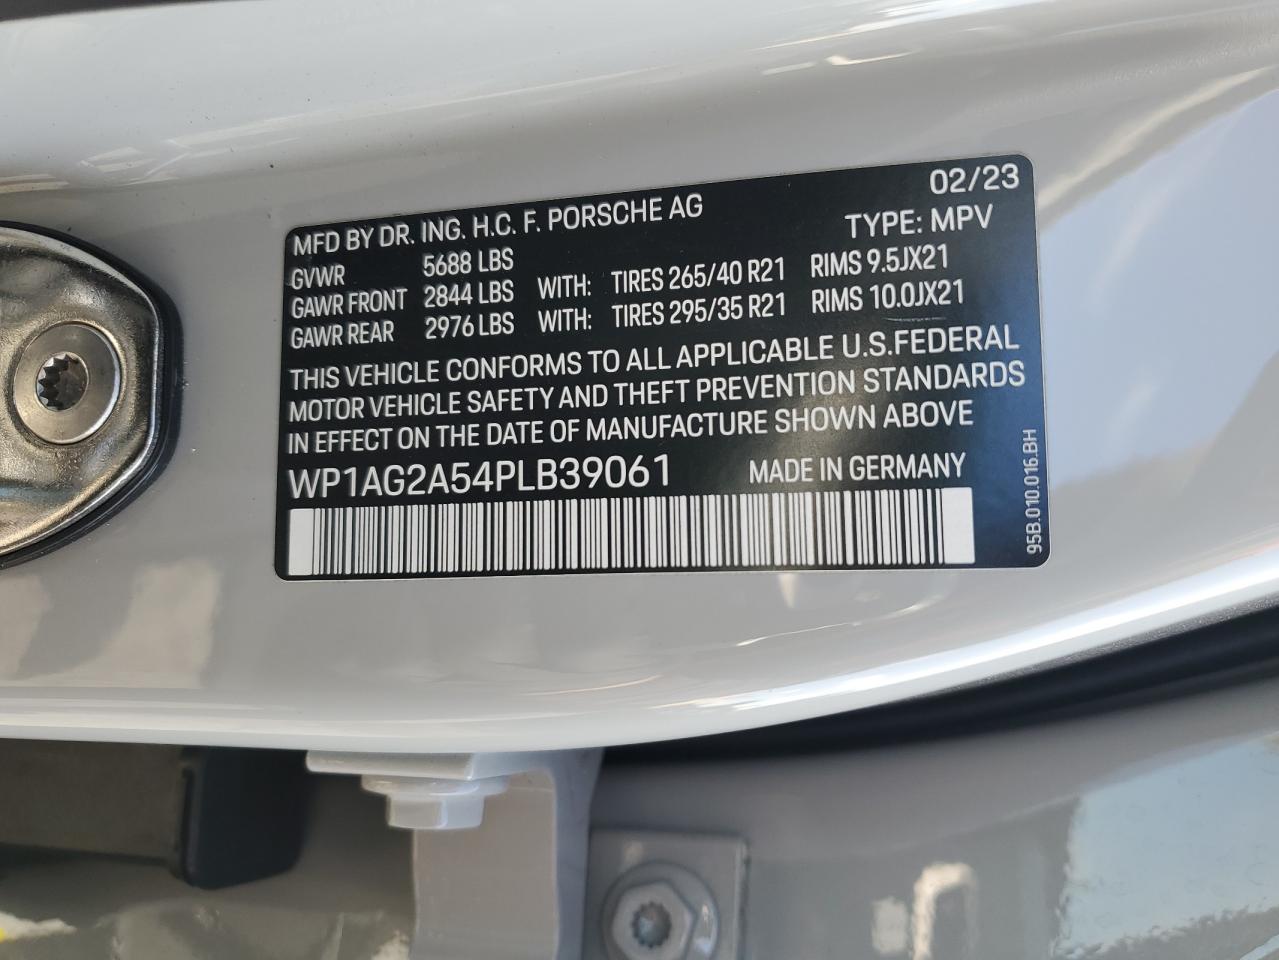 02/23
MFD BY DR. ING. H.C. F. PORSCHE AG TYPE: MPV
GVWR 5688 LBS
GAWR FRONT 2844 LBS WITH: TIRES 265/40 R21 RIMS 9.5JX21
GAWR REAR 2976 LBS WITH: TIRES 295/35 R21 RIMS 10.0JX21
THIS VEHICLE CONFORMS TO ALL APPLICABLE U.S.FEDERAL
MOTOR VEHICLE SAFETY AND THEFT PREVENTION STANDARDS
IN EFFECT ON THE DATE OF MANUFACTURE SHOWN ABOVE
WP1AG2A54PLB39061 MADE IN GERMANY
95B.010.016.BH